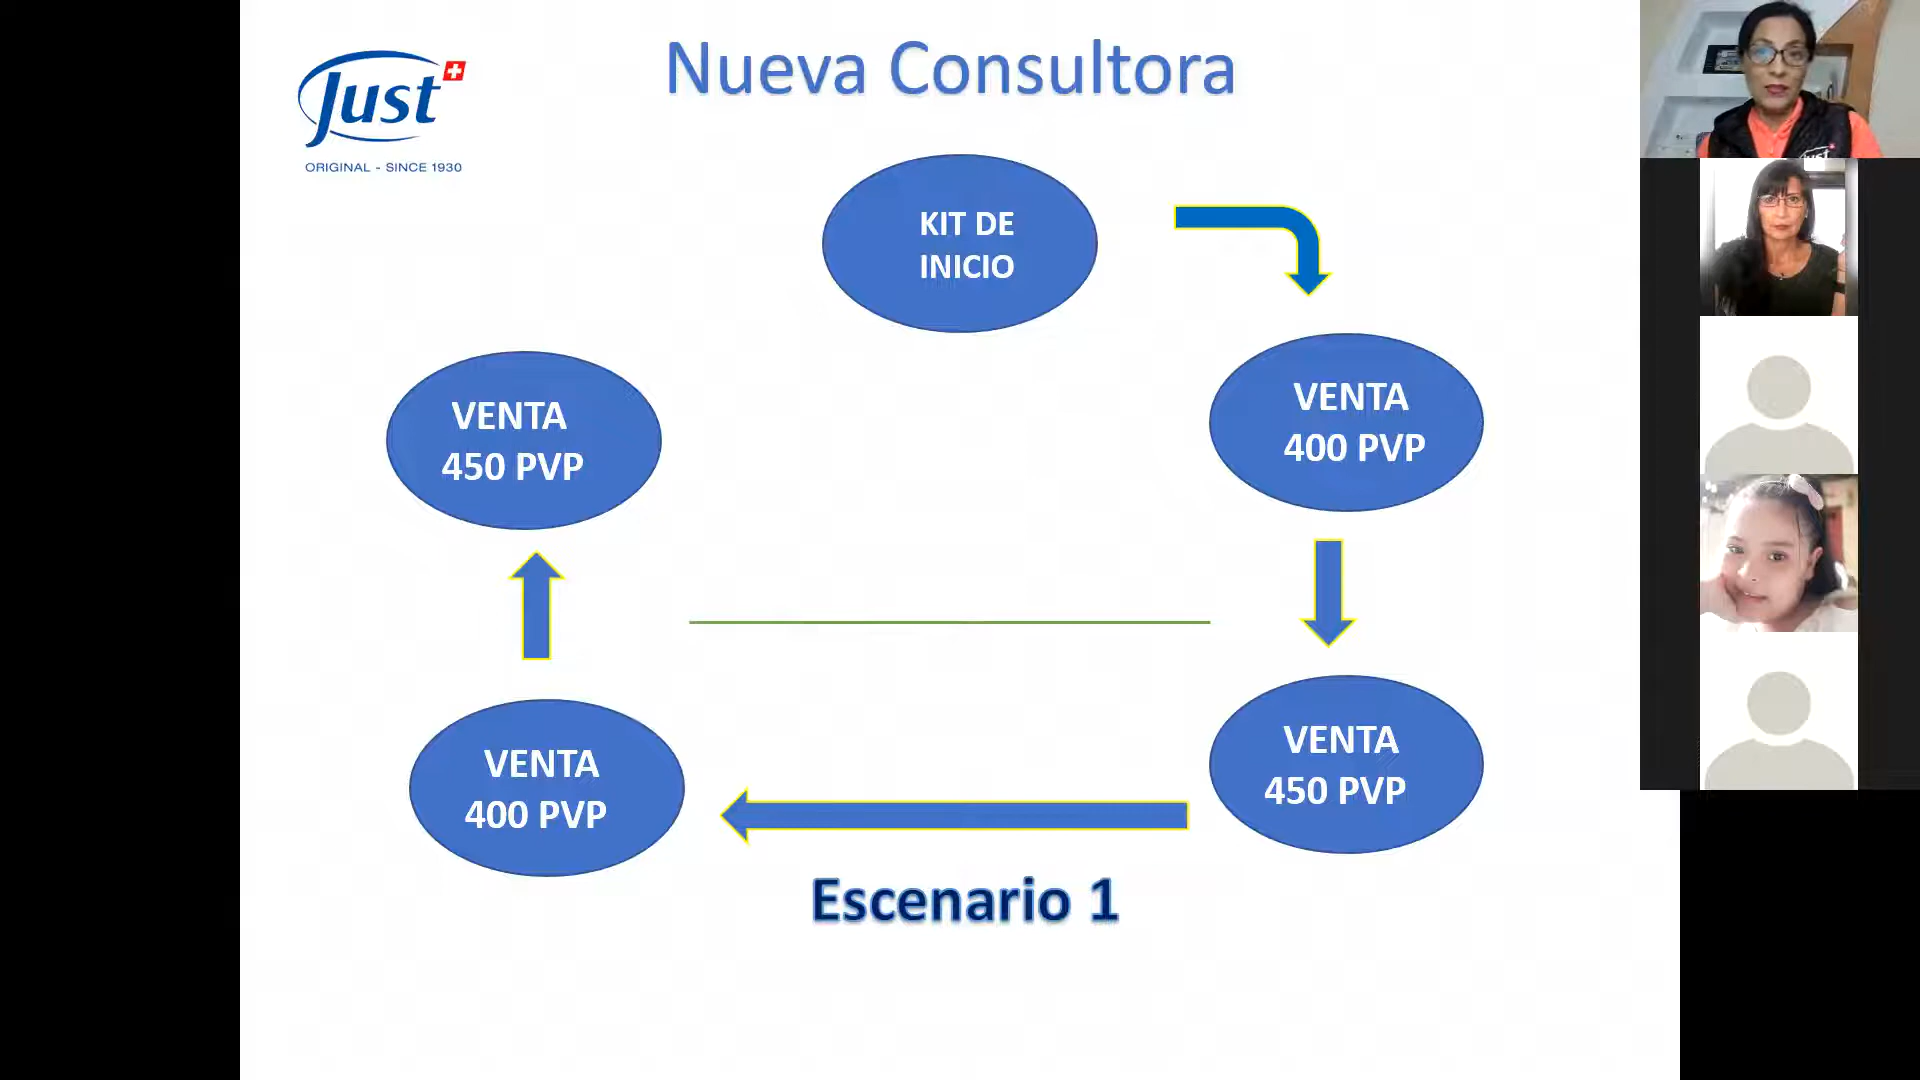 Just
ORIGINAL - SINCE 1930
Nueva Consultora
KIT DE
INICIO
VENTA
400 PVP
VENTA
450 PVP
VENTA
400 PVP
VENTA
450 PVP
Escenario 1
Just